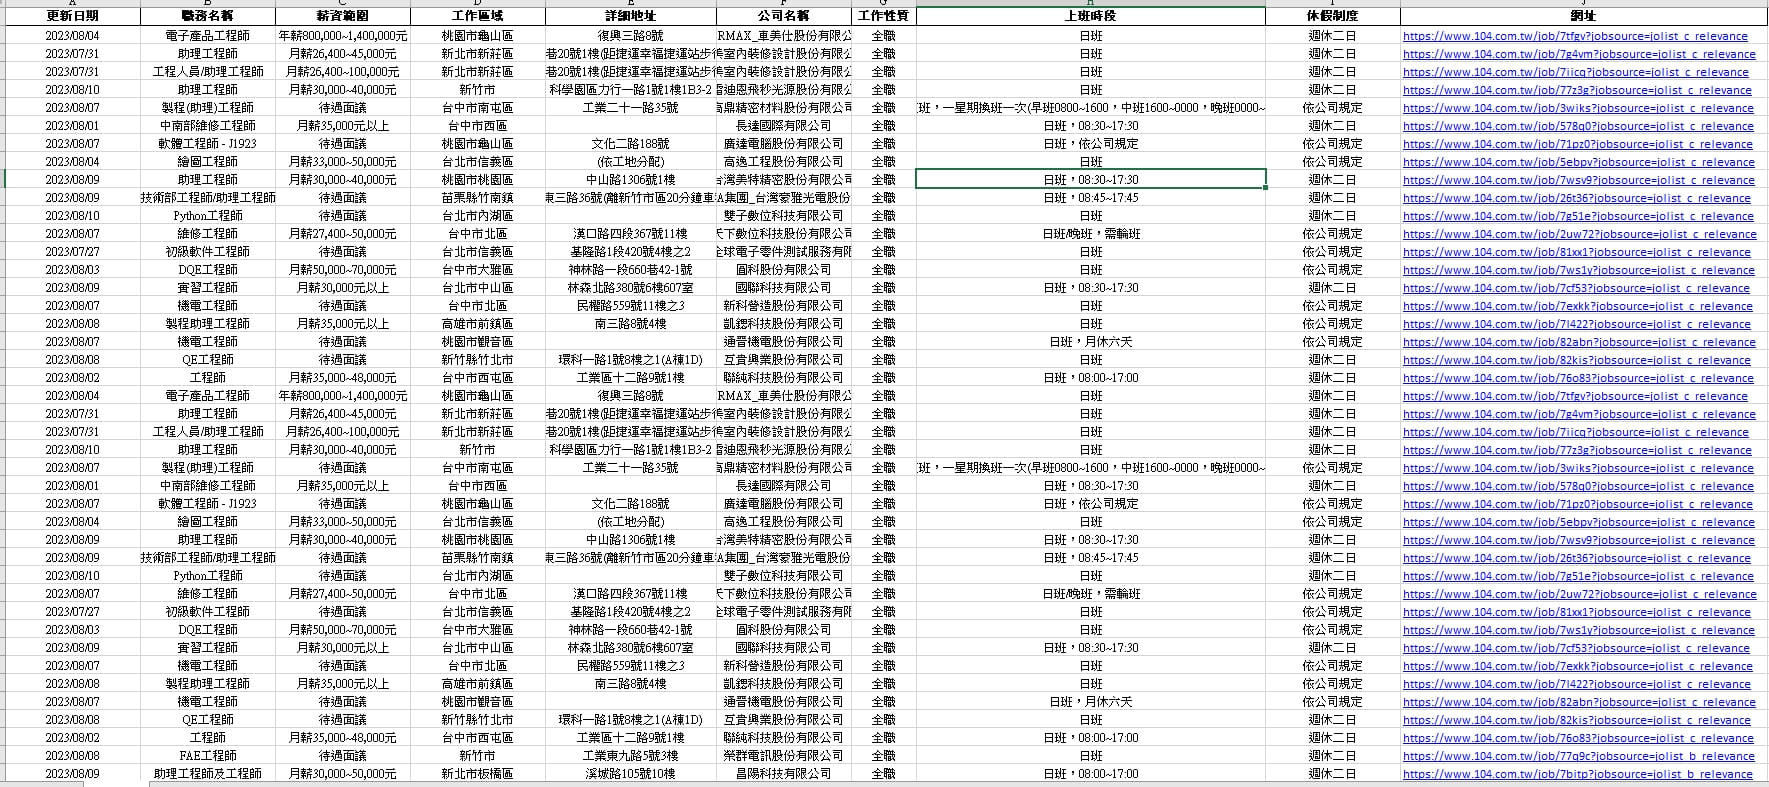 更新日期 職務名稱 薪資範圍 工作區域 詳細地址 公司名稱 工作性質 上班時段 休假制度 網址
2023/08/04 電子產品工程師 年薪800,000~1,400,000元 桃園市龜山區 復興三路8號 RMAX_車美仕股份有限公 全職 日班 週休二日 https://www.104.com.tw/job/7tfgv?jobsource=jolist_c_relevance
2023/07/31 助理工程師 月薪26,400~45,000元 新北市新莊區 巷20號1樓(距捷運幸福捷運站步 室內裝修設計股份有限公 全職 日班 週休二日 https://www.104.com.tw/job/7g4vm?jobsource=jolist_c_relevance
2023/07/31 工程人員/助理工程師 月薪26,400~100,000元 新北市新莊區 巷20號1樓(距捷運幸福捷運站步 室內裝修設計股份有限公 全職 日班 週休二日 https://www.104.com.tw/job/7iicq?jobsource=jolist_c_relevance
2023/08/10 助理工程師 月薪30,000~40,000元 新竹市 科學園區力行一路1號1樓1B3-2 雷迪恩飛秒光源股份有限公 全職 日班 週休二日 https://www.104.com.tw/job/77z3g?jobsource=jolist_c_relevance
2023/08/07 製程(助理)工程師 待遇面議 台中市南屯區 工業二十一路35號 高鼎精密材料股份有限公司 全職 班，一星期換班一次(早班0800~1600，中班1600~0000，晚班0000~ 依公司規定 https://www.104.com.tw/job/3wiks?jobsource=jolist_c_relevance
2023/08/01 中南部維修工程師 月薪35,000元以上 台中市西區 長達國際有限公司 全職 日班，08:30~17:30 週休二日 https://www.104.com.tw/job/578q0?jobsource=jolist_c_relevance
2023/08/07 軟體工程師 - J1923 待遇面議 桃園市龜山區 文化二路188號 廣達電腦股份有限公司 全職 日班，依公司規定 依公司規定 https://www.104.com.tw/job/71pz0?jobsource=jolist_c_relevance
2023/08/04 繪圖工程師 月薪33,000~50,000元 台北市信義區 (依工地分配) 高逸工程股份有限公司 全職 日班 依公司規定 https://www.104.com.tw/job/5ebpv?jobsource=jolist_c_relevance
2023/08/09 助理工程師 月薪30,000~40,000元 桃園市桃園區 中山路1306號1樓 台灣美特精密股份有限公司 全職 日班，08:30~17:30 週休二日 https://www.104.com.tw/job/7wsv9?jobsource=jolist_c_relevance
2023/08/09 技術部工程師/助理工程師 待遇面議 苗栗縣竹南鎮 東三路36號(離新竹市區20分鐘車 A集團_台灣豪雅光電股份 全職 日班，08:45~17:45 週休二日 https://www.104.com.tw/job/26t36?jobsource=jolist_c_relevance
2023/08/10 Python工程師 待遇面議 台北市內湖區 雙子數位科技有限公司 全職 日班 週休二日 https://www.104.com.tw/job/7g51e?jobsource=jolist_c_relevance
2023/08/07 維修工程師 月薪27,400~50,000元 台中市北區 漢口路四段367號11樓 天下數位科技股份有限公司 全職 日班/晚班，需輪班 依公司規定 https://www.104.com.tw/job/2uw72?jobsource=jolist_c_relevance
2023/07/27 初級軟件工程師 待遇面議 台北市信義區 基隆路1段420號4樓之2 全球電子零件測試服務有限 全職 日班 依公司規定 https://www.104.com.tw/job/81xx1?jobsource=jolist_c_relevance
2023/08/03 DQE工程師 月薪50,000~70,000元 台中市大雅區 神林路一段660巷42-1號 圓科股份有限公司 全職 日班 依公司規定 https://www.104.com.tw/job/7ws1y?jobsource=jolist_c_relevance
2023/08/09 實習工程師 月薪30,000元以上 台北市中山區 林森北路380號6樓607室 國聯科技有限公司 全職 日班，08:30~17:30 週休二日 https://www.104.com.tw/job/7cf53?jobsource=jolist_c_relevance
2023/08/07 機電工程師 待遇面議 台中市北區 民權路559號11樓之3 新科營造股份有限公司 全職 日班 依公司規定 https://www.104.com.tw/job/7exkk?jobsource=jolist_c_relevance
2023/08/08 製程助理工程師 月薪35,000元以上 高雄市前鎮區 南三路8號4樓 凱鍶科技股份有限公司 全職 日班 依公司規定 https://www.104.com.tw/job/7l422?jobsource=jolist_c_relevance
2023/08/07 機電工程師 待遇面議 桃園市觀音區 通晉機電股份有限公司 全職 日班，月休六天 依公司規定 https://www.104.com.tw/job/82abn?jobsource=jolist_c_relevance
2023/08/08 QE工程師 待遇面議 新竹縣竹北市 環科一路1號8樓之1(A棟1D) 互貴興業股份有限公司 全職 日班 週休二日 https://www.104.com.tw/job/82kis?jobsource=jolist_c_relevance
2023/08/02 工程師 月薪35,000~48,000元 台中市西屯區 工業區十二路9號1樓 聯純科技股份有限公司 全職 日班，08:00~17:00 週休二日 https://www.104.com.tw/job/76o83?jobsource=jolist_c_relevance
2023/08/04 電子產品工程師 年薪800,000~1,400,000元 桃園市龜山區 復興三路8號 RMAX_車美仕股份有限公 全職 日班 週休二日 https://www.104.com.tw/job/7tfgv?jobsource=jolist_c_relevance
2023/07/31 助理工程師 月薪26,400~45,000元 新北市新莊區 巷20號1樓(距捷運幸福捷運站步 室內裝修設計股份有限公 全職 日班 週休二日 https://www.104.com.tw/job/7g4vm?jobsource=jolist_c_relevance
2023/07/31 工程人員/助理工程師 月薪26,400~100,000元 新北市新莊區 巷20號1樓(距捷運幸福捷運站步 室內裝修設計股份有限公 全職 日班 週休二日 https://www.104.com.tw/job/7iicq?jobsource=jolist_c_relevance
2023/08/10 助理工程師 月薪30,000~40,000元 新竹市 科學園區力行一路1號1樓1B3-2 雷迪恩飛秒光源股份有限公 全職 日班 週休二日 https://www.104.com.tw/job/77z3g?jobsource=jolist_c_relevance
2023/08/07 製程(助理)工程師 待遇面議 台中市南屯區 工業二十一路35號 高鼎精密材料股份有限公司 全職 班，一星期換班一次(早班0800~1600，中班1600~0000，晚班0000~ 依公司規定 https://www.104.com.tw/job/3wiks?jobsource=jolist_c_relevance
2023/08/01 中南部維修工程師 月薪35,000元以上 台中市西區 長達國際有限公司 全職 日班，08:30~17:30 週休二日 https://www.104.com.tw/job/578q0?jobsource=jolist_c_relevance
2023/08/07 軟體工程師 - J1923 待遇面議 桃園市龜山區 文化二路188號 廣達電腦股份有限公司 全職 日班，依公司規定 依公司規定 https://www.104.com.tw/job/71pz0?jobsource=jolist_c_relevance
2023/08/04 繪圖工程師 月薪33,000~50,000元 台北市信義區 (依工地分配) 高逸工程股份有限公司 全職 日班 依公司規定 https://www.104.com.tw/job/5ebpv?jobsource=jolist_c_relevance
2023/08/09 助理工程師 月薪30,000~40,000元 桃園市桃園區 中山路1306號1樓 台灣美特精密股份有限公司 全職 日班，08:30~17:30 週休二日 https://www.104.com.tw/job/7wsv9?jobsource=jolist_c_relevance
2023/08/09 技術部工程師/助理工程師 待遇面議 苗栗縣竹南鎮 東三路36號(離新竹市區20分鐘車 A集團_台灣豪雅光電股份 全職 日班，08:45~17:45 週休二日 https://www.104.com.tw/job/26t36?jobsource=jolist_c_relevance
2023/08/10 Python工程師 待遇面議 台北市內湖區 雙子數位科技有限公司 全職 日班 週休二日 https://www.104.com.tw/job/7g51e?jobsource=jolist_c_relevance
2023/08/07 維修工程師 月薪27,400~50,000元 台中市北區 漢口路四段367號11樓 天下數位科技股份有限公司 全職 日班/晚班，需輪班 依公司規定 https://www.104.com.tw/job/2uw72?jobsource=jolist_c_relevance
2023/07/27 初級軟件工程師 待遇面議 台北市信義區 基隆路1段420號4樓之2 全球電子零件測試服務有限 全職 日班 依公司規定 https://www.104.com.tw/job/81xx1?jobsource=jolist_c_relevance
2023/08/03 DQE工程師 月薪50,000~70,000元 台中市大雅區 神林路一段660巷42-1號 圓科股份有限公司 全職 日班 依公司規定 https://www.104.com.tw/job/7ws1y?jobsource=jolist_c_relevance
2023/08/09 實習工程師 月薪30,000元以上 台北市中山區 林森北路380號6樓607室 國聯科技有限公司 全職 日班，08:30~17:30 週休二日 https://www.104.com.tw/job/7cf53?jobsource=jolist_c_relevance
2023/08/07 機電工程師 待遇面議 台中市北區 民權路559號11樓之3 新科營造股份有限公司 全職 日班 依公司規定 https://www.104.com.tw/job/7exkk?jobsource=jolist_c_relevance
2023/08/08 製程助理工程師 月薪35,000元以上 高雄市前鎮區 南三路8號4樓 凱鍶科技股份有限公司 全職 日班 依公司規定 https://www.104.com.tw/job/7l422?jobsource=jolist_c_relevance
2023/08/07 機電工程師 待遇面議 桃園市觀音區 通晉機電股份有限公司 全職 日班，月休六天 依公司規定 https://www.104.com.tw/job/82abn?jobsource=jolist_c_relevance
2023/08/08 QE工程師 待遇面議 新竹縣竹北市 環科一路1號8樓之1(A棟1D) 互貴興業股份有限公司 全職 日班 週休二日 https://www.104.com.tw/job/82kis?jobsource=jolist_c_relevance
2023/08/02 工程師 月薪35,000~48,000元 台中市西屯區 工業區十二路9號1樓 聯純科技股份有限公司 全職 日班，08:00~17:00 週休二日 https://www.104.com.tw/job/76o83?jobsource=jolist_c_relevance
2023/08/08 FAE工程師 待遇面議 新竹市 工業東九路5號3樓 榮群電訊股份有限公司 全職 日班 週休二日 https://www.104.com.tw/job/77q9c?jobsource=jolist_b_relevance
2023/08/09 助理工程師及工程師 月薪30,000~50,000元 新北市板橋區 溪城路105號10樓 昌陽科技有限公司 全職 日班，08:00~17:00 週休二日 https://www.104.com.tw/job/7bitp?jobsource=jolist_b_relevance